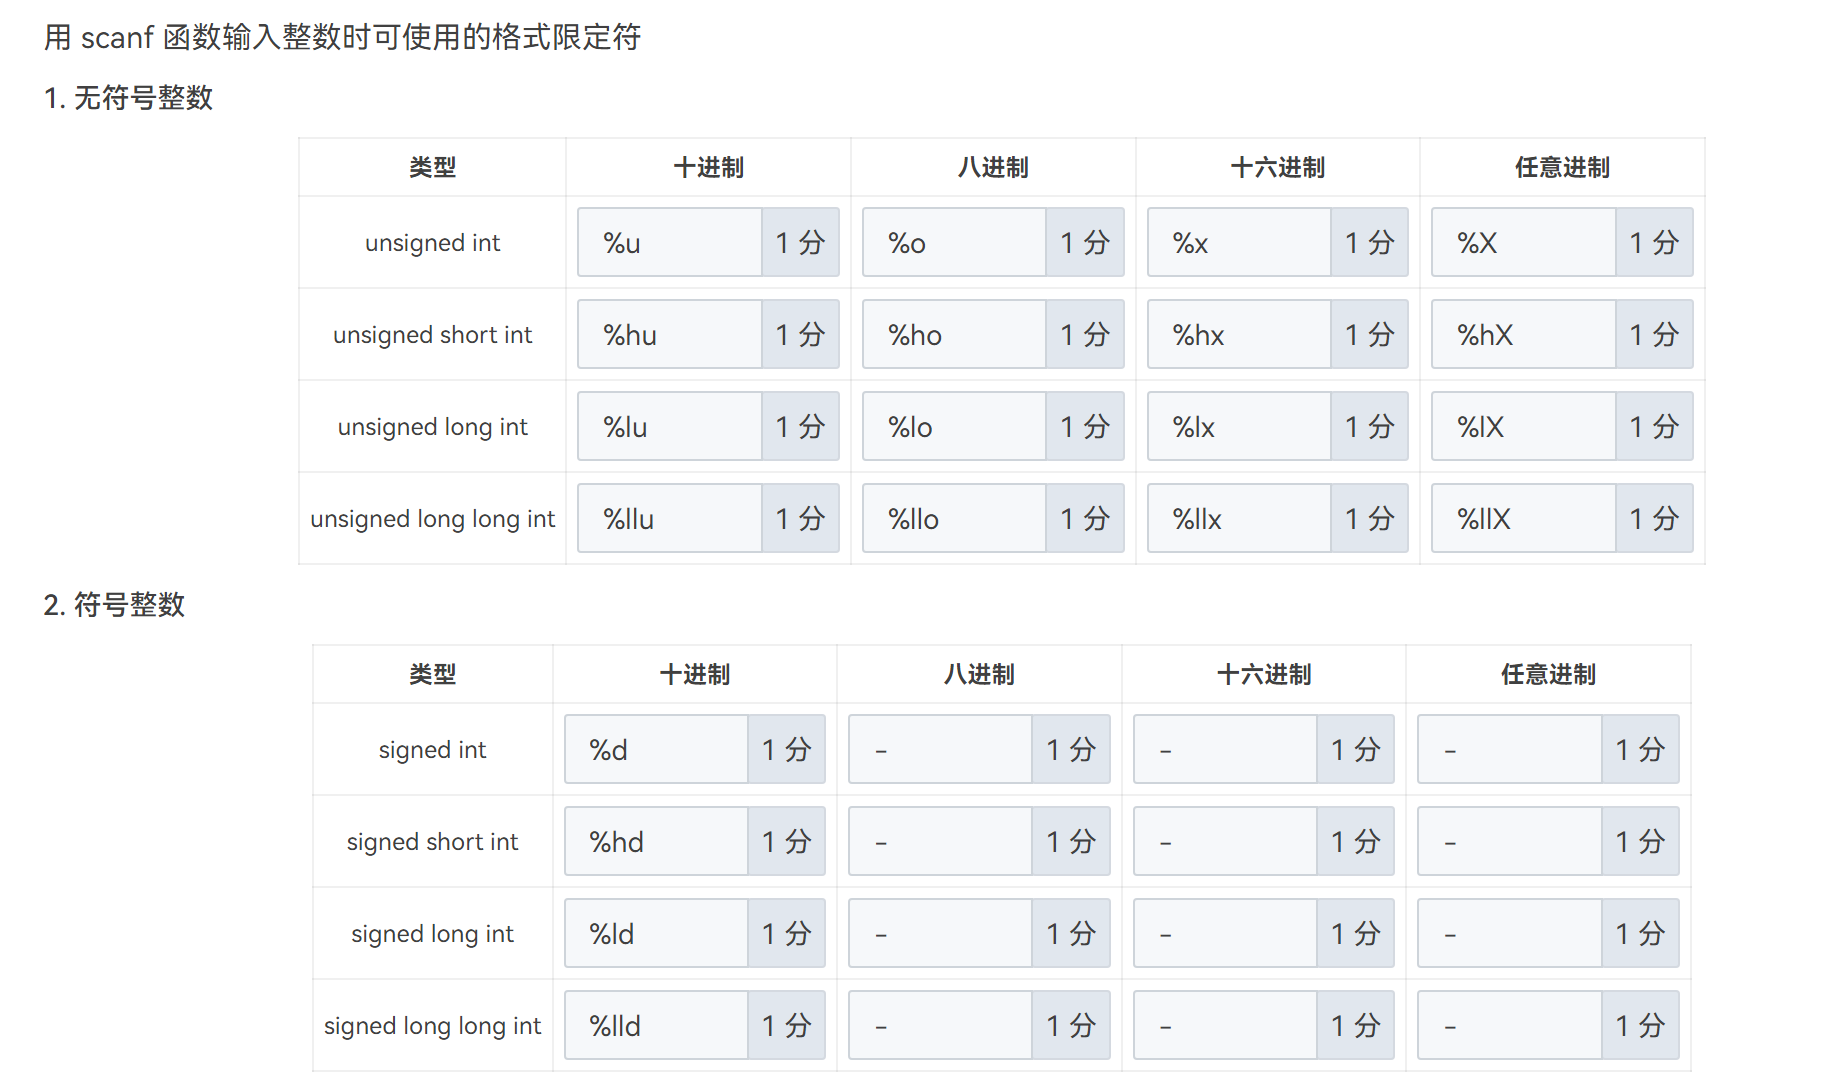 用 scanf 函数输入整数时可使用的格式限定符
1. 无符号整数
类型 十进制 八进制 十六进制 任意进制
unsigned int %u 1 分 %o 1 分 %x 1 分 %X 1 分
unsigned short int %hu 1 分 %ho 1 分 %hx 1 分 %hX 1 分
unsigned long int %lu 1 分 %lo 1 分 %lx 1 分 %lX 1 分
unsigned long long int %llu 1 分 %llo 1 分 %llx 1 分 %llX 1 分
2. 符号整数
类型 十进制 八进制 十六进制 任意进制
signed int %d 1 分 - 1 分 - 1 分 - 1 分
signed short int %hd 1 分 - 1 分 - 1 分 - 1 分
signed long int %ld 1 分 - 1 分 - 1 分 - 1 分
signed long long int %lld 1 分 - 1 分 - 1 分 - 1 分